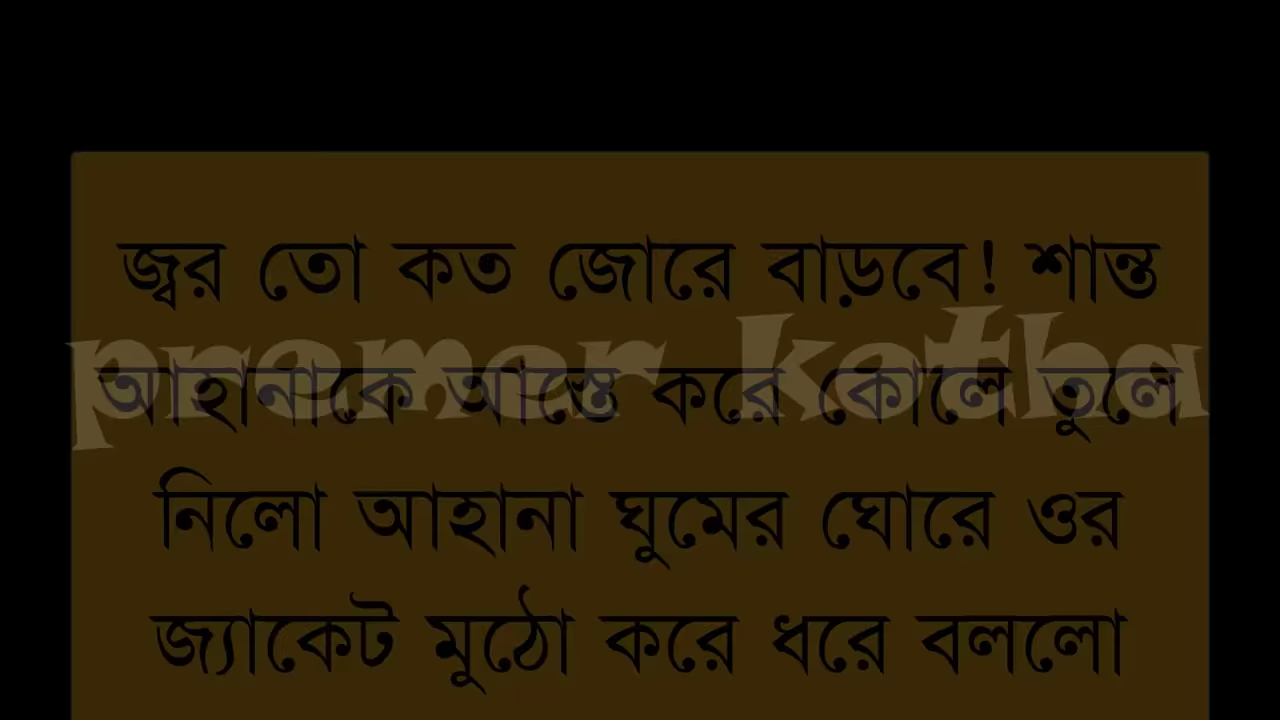 জ্বর তো কত জোরে বাড়বে! শান্ত
premer kotha
আহানাকে আস্তে করে কোলে তুলে
নিলো আহানা ঘুমের ঘোরে ওর
জ্যাকেট মুঠো করে ধরে বললো